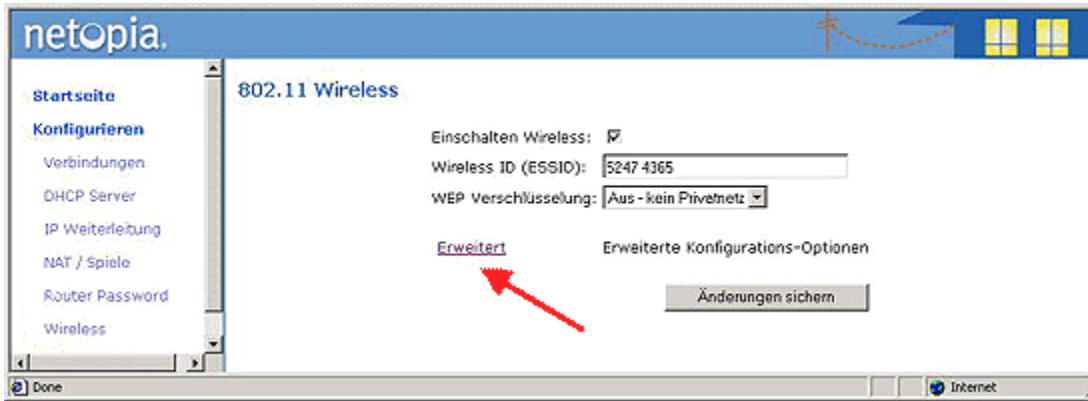 netopia.
Startseite
Konfigurieren
Verbindungen
DHCP Server
IP Weiterleitung
NAT / Spiele
Router Password
Wireless
802.11 Wireless
Einschalten Wireless:
Wireless ID (ESSID): 5247 4365
WEP Verschlüsselung: Aus - kein Privatnetz
Erweitert Erweiterte Konfigurations-Optionen
Änderungen sichern
Done Internet